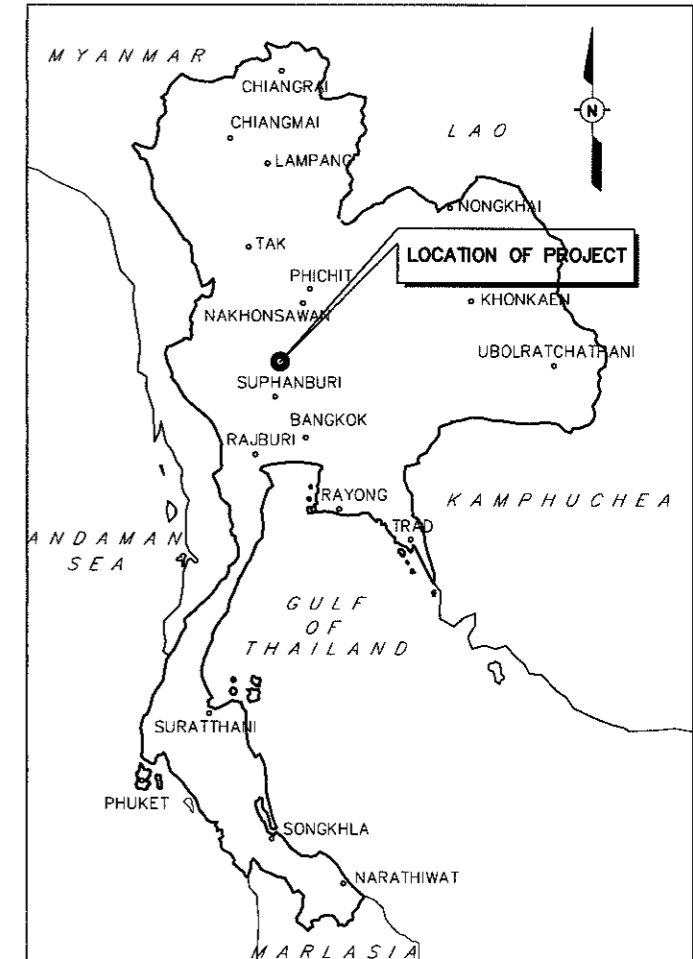 MYANMAR
CHIANGRAI
CHIANGMAI
LAO
N
LAMPANG
NONGKHAI
TAK
LOCATION OF PROJECT
PHICHIT
KHONKAEN
NAKHONSAWAN
UBOLRATCHATHANI
SUPHANBURI
BANGKOK
RAJBURI
RAYONG
KAMPHUCHEA
TRAD
ANDAMAN
SEA
GULF
OF
THAILAND
SURATTHANI
PHUKET
SONGKHLA
NARATHIWAT
MARLASIA